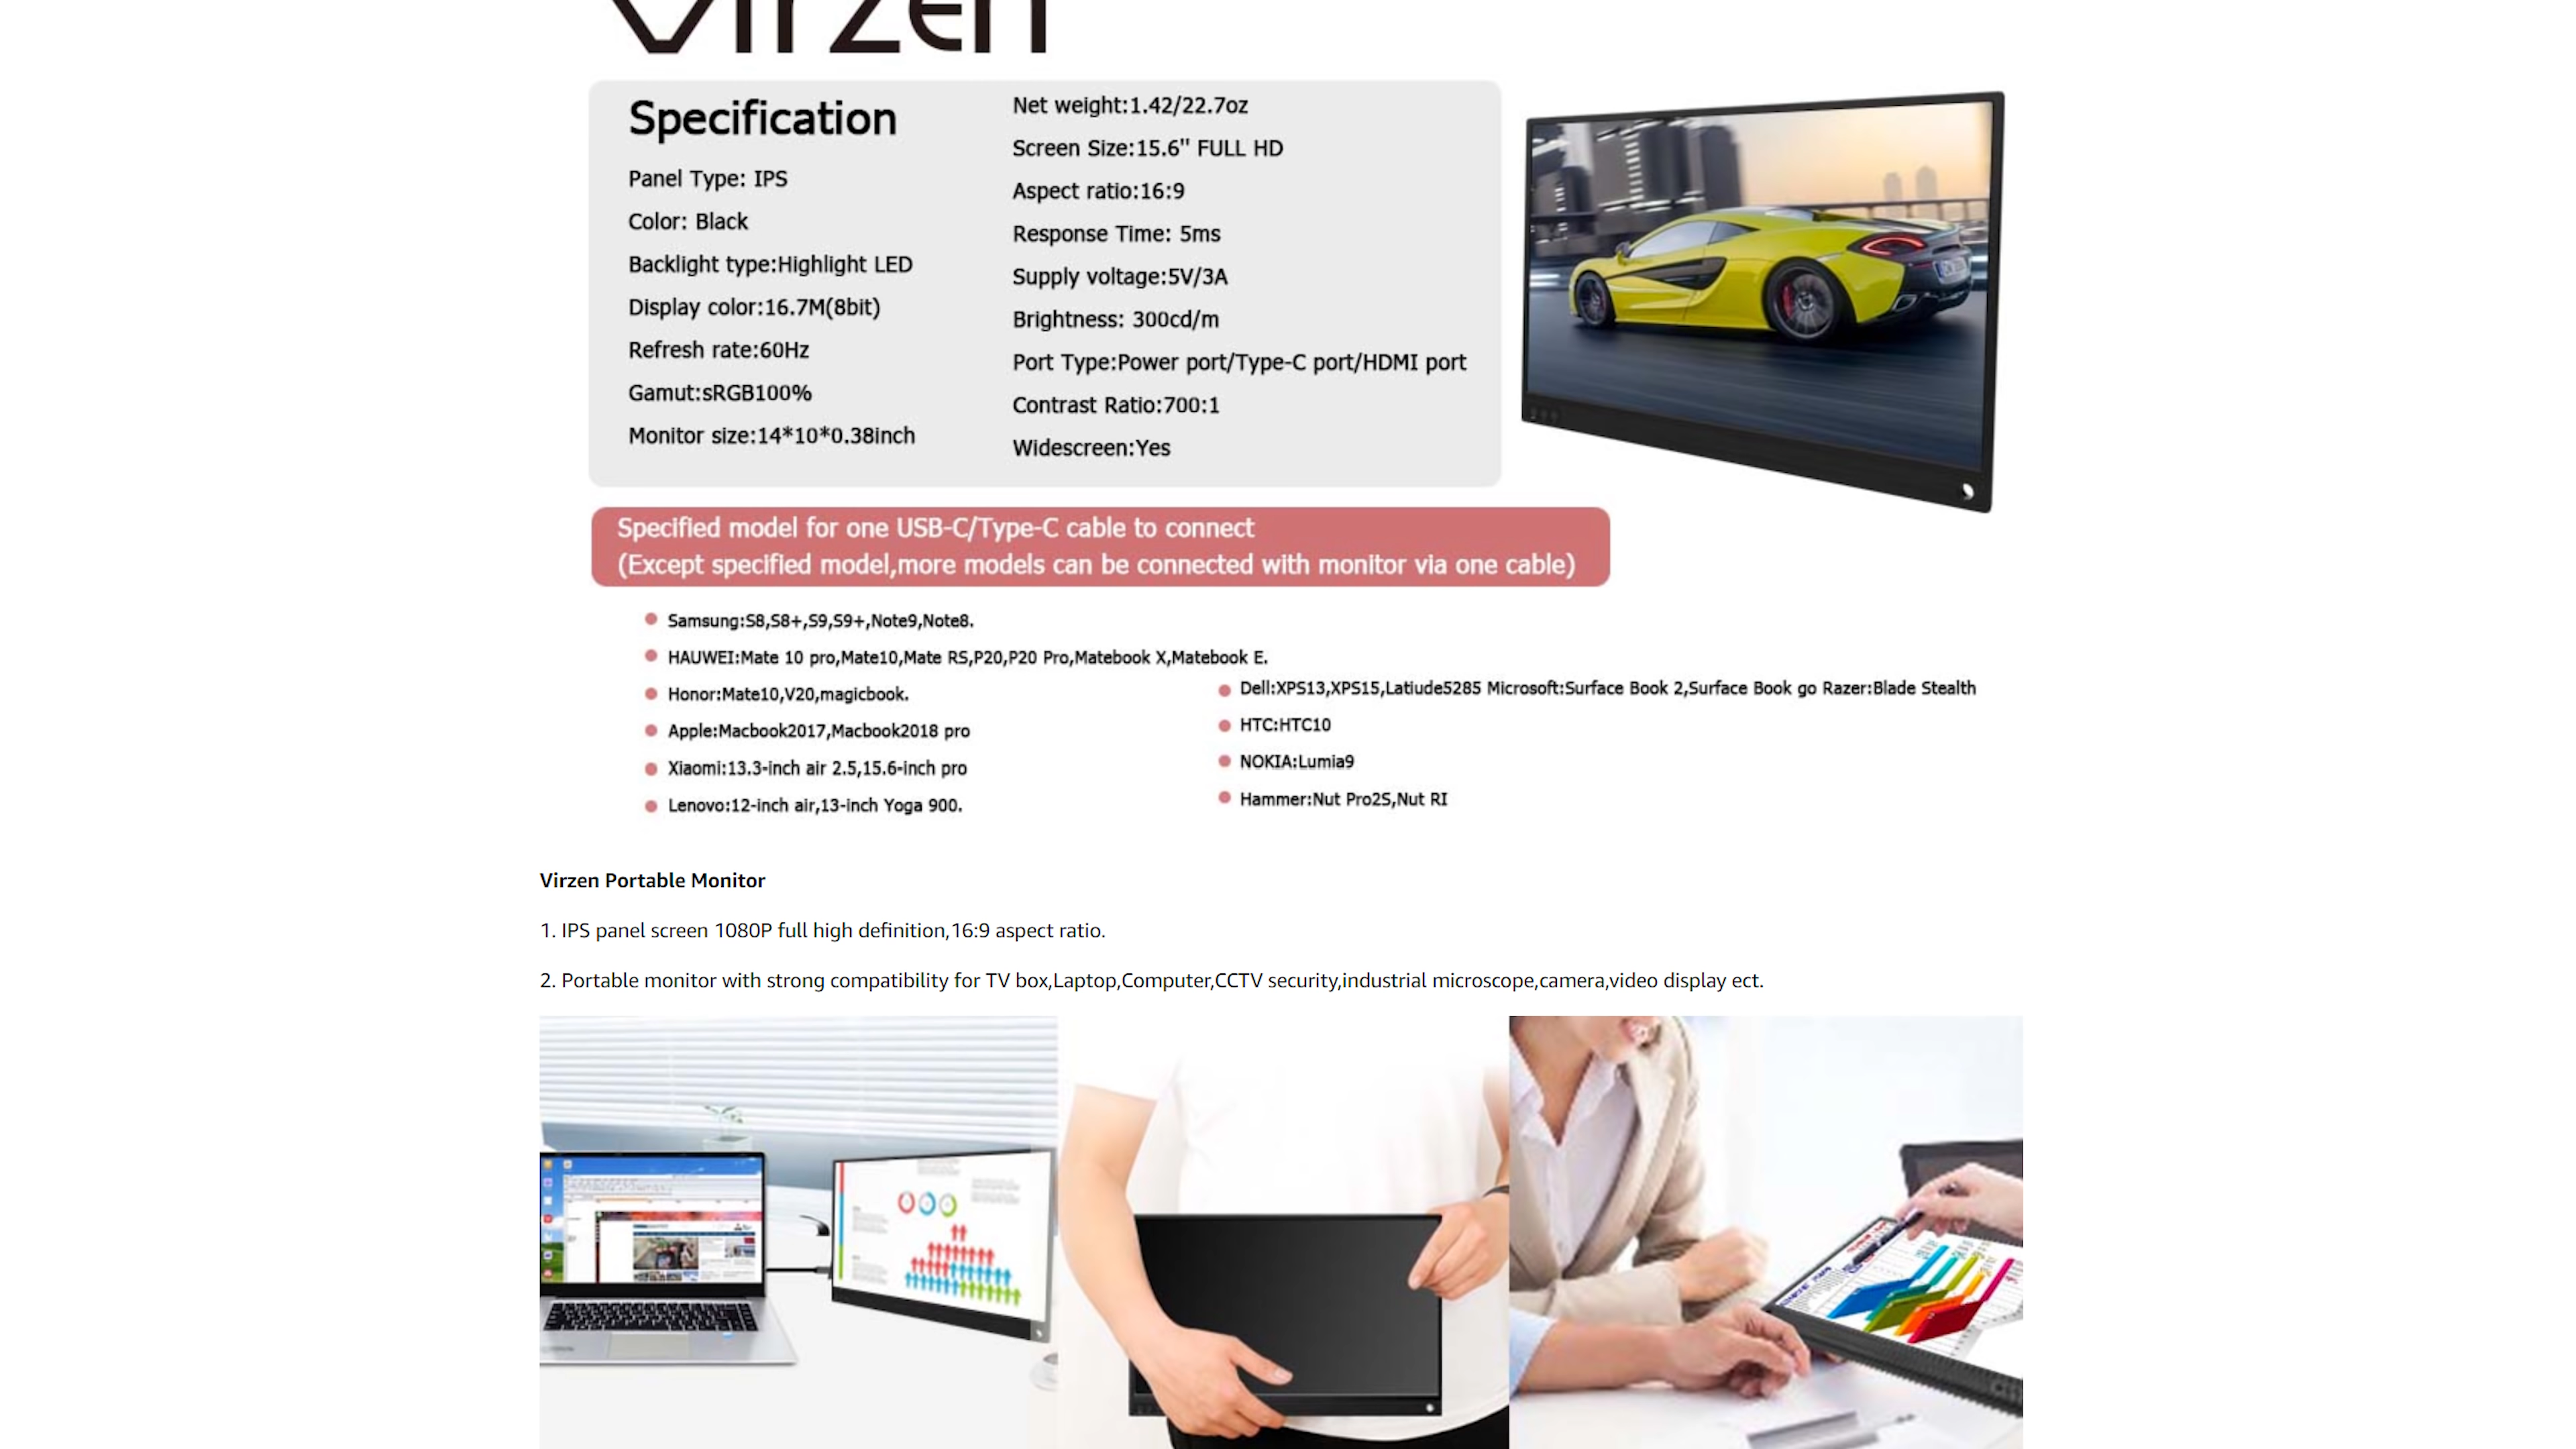 Virzen
Specification
Panel Type: IPS
Color: Black
Backlight type:Highlight LED
Display color:16.7M(8bit)
Refresh rate:60Hz
Gamut:sRGB100%
Monitor size:14*10*0.38inch
Net weight:1.42/22.7oz
Screen Size:15.6" FULL HD
Aspect ratio:16:9
Response Time: 5ms
Supply voltage:5V/3A
Brightness: 300cd/m
Port Type:Power port/Type-C port/HDMI port
Contrast Ratio:700:1
Widescreen:Yes
Specified model for one USB-C/Type-C cable to connect
(Except specified model,more models can be connected with monitor via one cable)
Samsung:S8,S8+,S9,S9+,Note9,Note8.
HAUWEI:Mate 10 pro,Mate10,Mate RS,P20,P20 Pro,Matebook X,Matebook E.
Honor:Mate10,V20,magicbook.
Apple:Macbook2017,Macbook2018 pro
Xiaomi:13.3-inch air 2.5,15.6-inch pro
Lenovo:12-inch air,13-inch Yoga 900.
Dell:XPS13,XPS15,Latiude5285 Microsoft:Surface Book 2,Surface Book go Razer:Blade Stealth
HTC:HTC10
NOKIA:Lumia9
Hammer:Nut Pro2S,Nut RI
Virzen Portable Monitor
1. IPS panel screen 1080P full high definition,16:9 aspect ratio.
2. Portable monitor with strong compatibility for TV box,Laptop,Computer,CCTV security,industrial microscope,camera,video display ect.